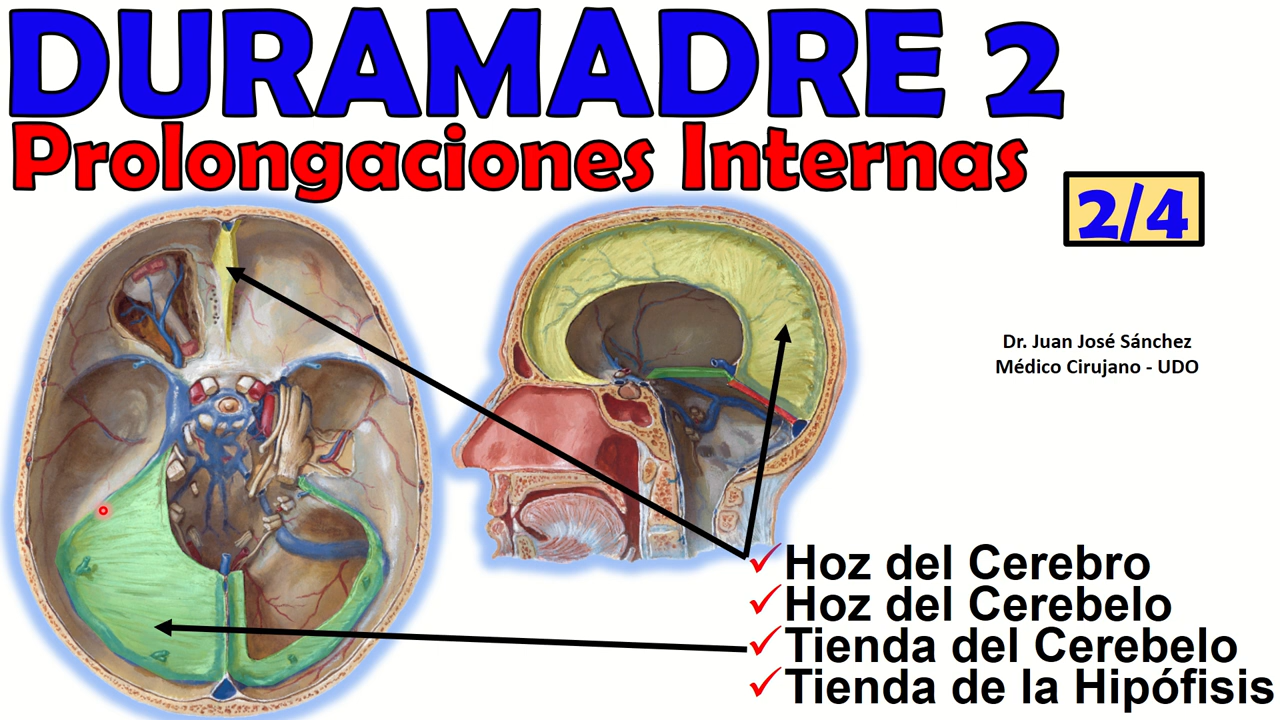 DURAMADRE 2
Prolongaciones Internas
2/4
Dr. Juan José Sánchez
Médico Cirujano - UDO
Hoz del Cerebro
Hoz del Cerebelo
Tienda del Cerebelo
Tienda de la Hipófisis